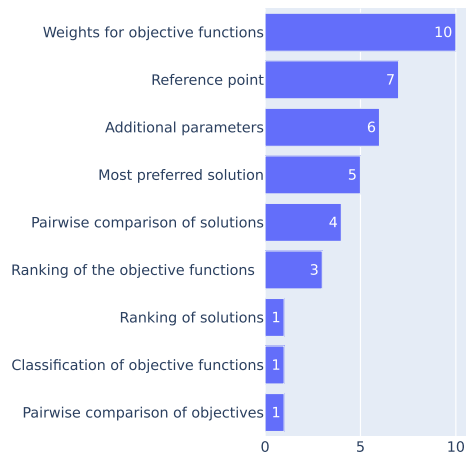 Weights for objective functions 10
Reference point 7
Additional parameters 6
Most preferred solution 5
Pairwise comparison of solutions 4
Ranking of the objective functions 3
Ranking of solutions 1
Classification of objective functions 1
Pairwise comparison of objectives 1
0 5 10